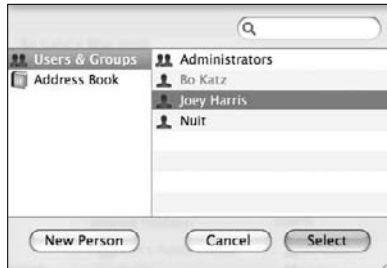 Users & Groups
Address Book
Administrators
Bo Katz
Joey Harris
Nuit
New Person
Cancel
Select